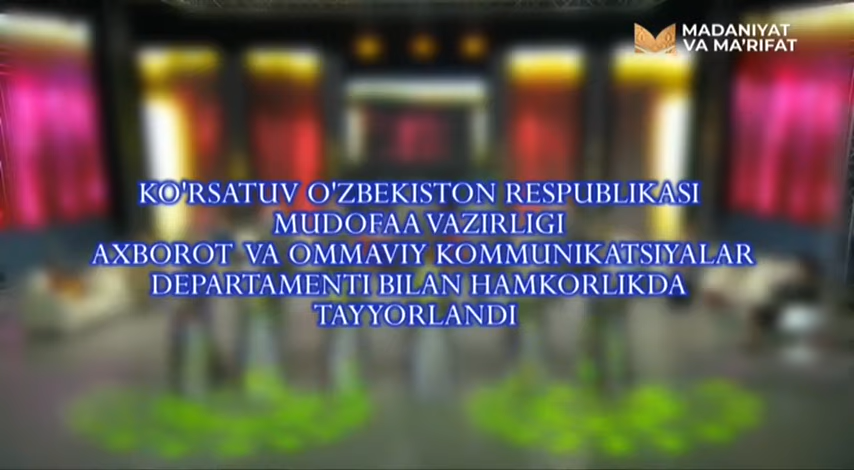 MADANIYAT
VA MA'RIFAT
KO'RSATUV O'ZBEKISTON RESPUBLIKASI
MUDOFAA VAZIRLIGI
AXBOROT VA OMMAVIY KOMMUNIKATSIYALAR
DEPARTAMENTI BILAN HAMKORLIKDA
TAYYORLANDI